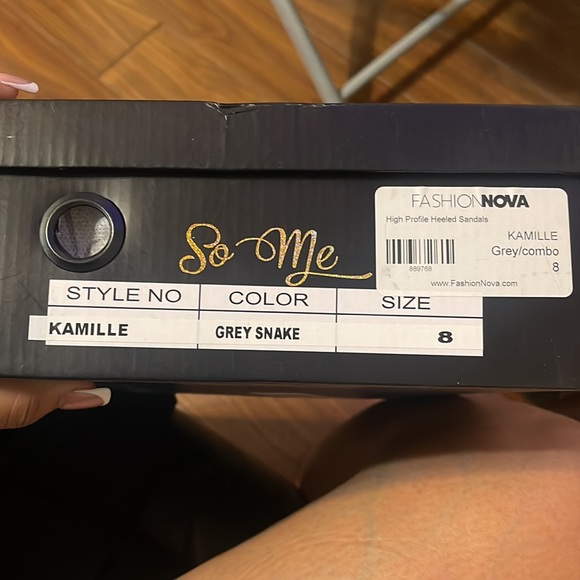 So Me
STYLE NO COLOR SIZE
KAMILLE GREY SNAKE 8
FASHIONNOVA
High Profile Heeled Sandals
KAMILLE
Grey/combo
889768
8
www.FashionNova.com